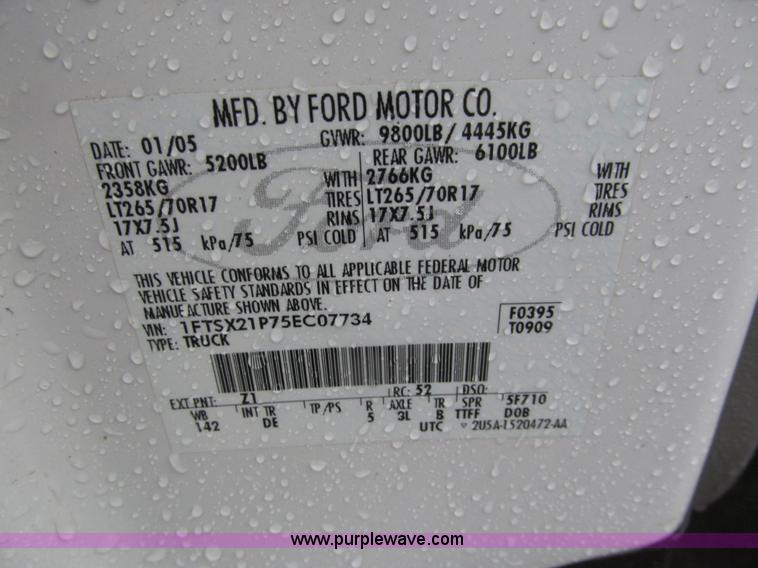 MFD. BY FORD MOTOR CO.
DATE: 01/05 GVWR: 9800LB/ 4445KG
FRONT GAWR: 5200LB REAR GAWR: 6100LB
2358KG WITH 2766KG WITH
LT265/70R17 TIRES LT265/70R17 TIRES
17X7.5J RIMS 17X7.5J RIMS
AT 515 kPa/75 PSI COLD AT 515 kPa/75 PSI COLD
Ford
THIS VEHICLE CONFORMS TO ALL APPLICABLE FEDERAL MOTOR
VEHICLE SAFETY STANDARDS IN EFFECT ON THE DATE OF
MANUFACTURE SHOWN ABOVE.
VIN: 1FTSX21P75EC07734 F0395
TYPE: TRUCK T0909
EXT PNT: Z1 RC: 52 DSO:
WB INT TR TP/PS R AXLE TR SPR 5F710
142 DE 5 3L B TTFF DOB
UTC 2U5A-1520472-AA
www.purplewave.com